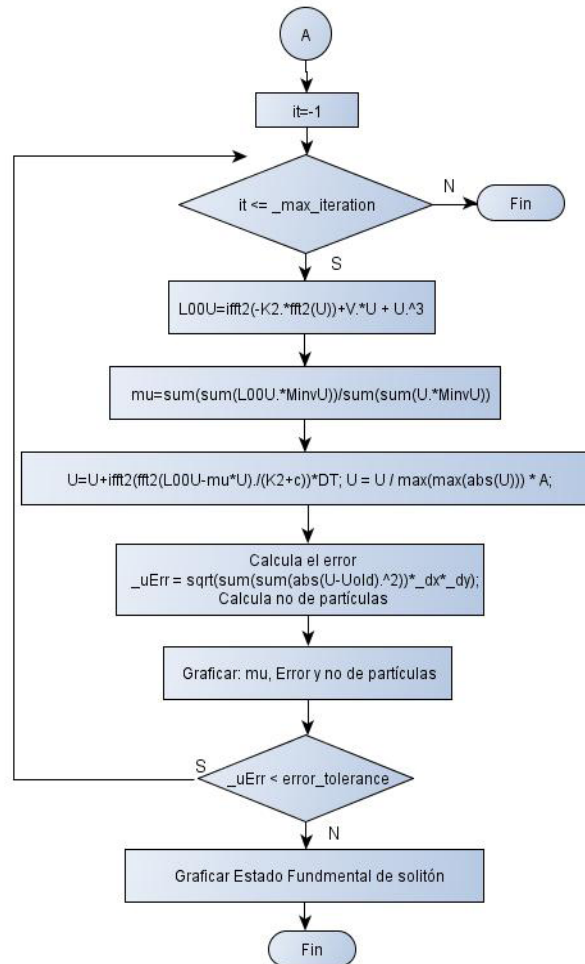 A
it=-1
it <= _max_iteration
N
Fin
S
L00U=ifft2(-K2.*fft2(U))+V.*U + U.^3
mu=sum(sum(L00U.*MinvU))/sum(sum(U.*MinvU))
U=U+ifft2(fft2(L00U-mu*U)./(K2+c))*DT; U = U / max(max(abs(U))) * A;
Calcula el error
_uErr = sqrt(sum(sum(abs(U-Uold).^2))*_dx*_dy);
Calcula no de partículas
Graficar: mu, Error y no de partículas
S
_uErr < error_tolerance
N
Graficar Estado Fundmental de solitón
Fin